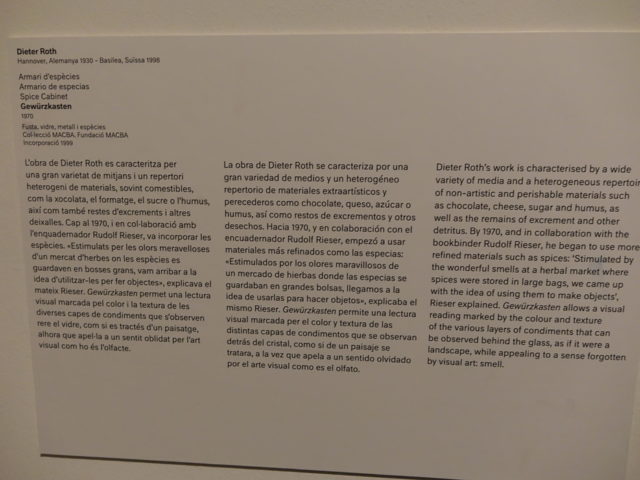 Dieter Roth
Hannover, Alemanya 1930 - Basilea, Suïssa 1998
Armari d'espècies
Armario de especias
Spice Cabinet
Gewürzkasten
1970
Fusta, vidre, metall i espècies
Col·lecció MACBA. Fundació MACBA
Incorporació 1999
L'obra de Dieter Roth es caracteritza per
una gran varietat de mitjans i un repertori
heterogeni de materials, sovint comestibles,
com la xocolata, el formatge, el sucre o l'humus,
així com també restes d'excrements i altres
deixalles. Cap al 1970, i en col·laboració amb
l'enquadernador Rudolf Rieser, va incorporar les
espècies. «Estimulats per les olors meravelloses
d'un mercat d'herbes on les espècies es
guardaven en bosses grans, vam arribar a la
idea d'utilitzar-les per fer objectes», explicava el
mateix Rieser. Gewürzkasten permet una lectura
visual marcada pel color i la textura de les
diverses capes de condiments que s'observen
rere el vidre, com si es tractés d'un paisatge,
alhora que apel·la a un sentit oblidat per l'art
visual com ho és l'olfacte.
La obra de Dieter Roth se caracteriza por una
gran variedad de medios y un heterogéneo
repertorio de materiales extraartísticos y
perecederos como chocolate, queso, azúcar o
humus, así como restos de excrementos y otros
desechos. Hacia 1970, y en colaboración con el
encuadernador Rudolf Rieser, empezó a usar
materiales más refinados como las especias:
«Estimulados por los olores maravillosos de
un mercado de hierbas donde las especias se
guardaban en grandes bolsas, llegamos a la
idea de usarlas para hacer objetos», explicaba el
mismo Rieser. Gewürzkasten permite una lectura
visual marcada por el color y textura de las
distintas capas de condimentos que se observan
detrás del cristal, como si de un paisaje se
tratara, a la vez que apela a un sentido olvidado
por el arte visual como es el olfato.
Dieter Roth's work is characterised by a wide
variety of media and a heterogeneous repertoire
of non-artistic and perishable materials such
as chocolate, cheese, sugar and humus, as
well as the remains of excrement and other
detritus. By 1970, and in collaboration with the
bookbinder Rudolf Rieser, he began to use more
refined materials such as spices: 'Stimulated by
the wonderful smells at a herbal market where
spices were stored in large bags, we came up
with the idea of using them to make objects',
Rieser explained. Gewürzkasten allows a visual
reading marked by the colour and texture
of the various layers of condiments that can
be observed behind the glass, as if it were a
landscape, while appealing to a sense forgotten
by visual art: smell.